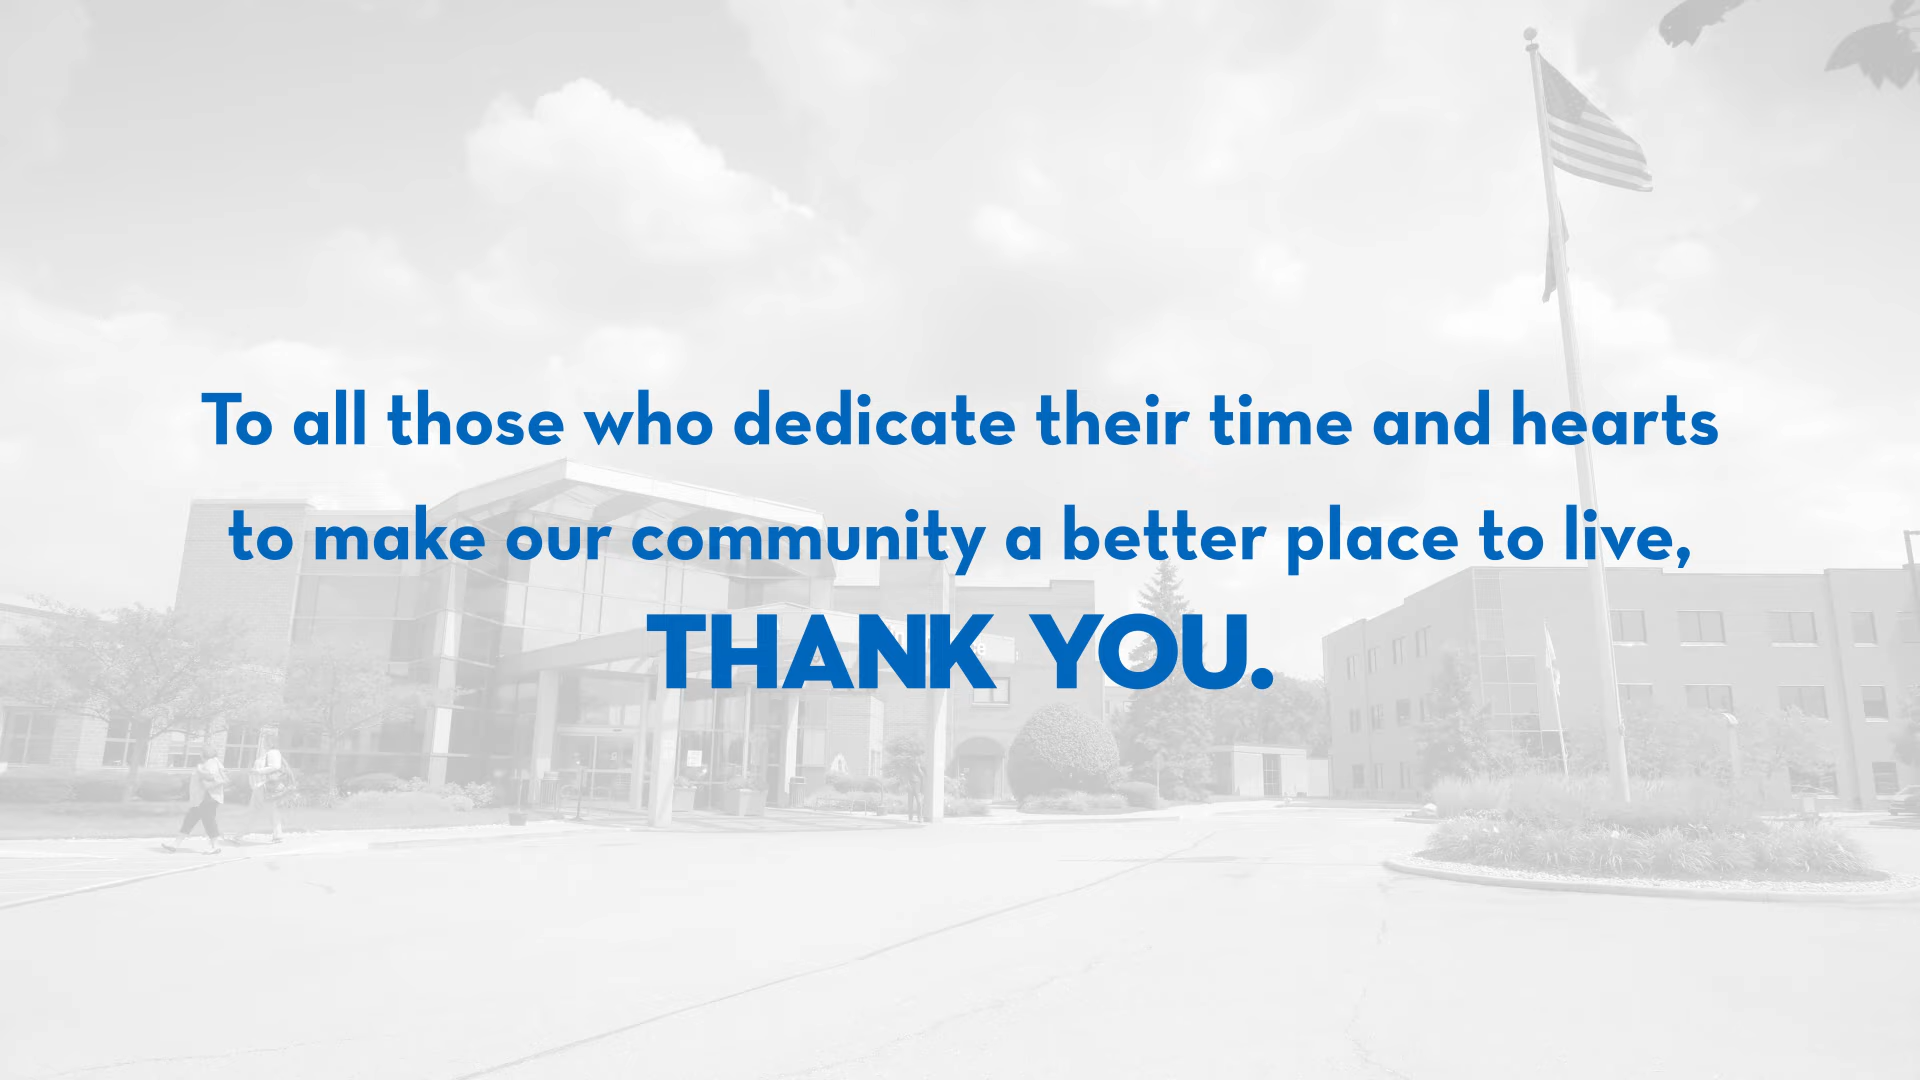 To all those who dedicate their time and hearts
to make our community a better place to live,
THANK YOU.